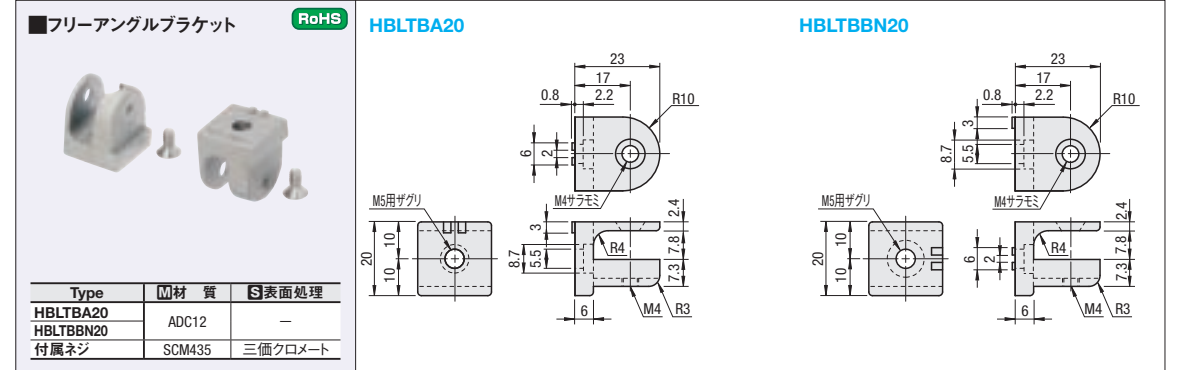 ■フリーアングルブラケット
RoHS
Type M材 質 S表面処理
HBLTBA20 ADC12 －
HBLTBBN20
付属ネジ SCM435 三価クロメート
HBLTBA20
23
17
0.8 2.2
R10
6
2
M4サラモミ
M5用ザグリ
20
10
10
3
8.7
5.5
R4
2.4
7.8
7.3
6
M4
R3
HBLTBBN20
23
17
0.8 2.2
R10
3
8.7
5.5
M4サラモミ
M5用ザグリ
20
10
10
6
2
R4
2.4
7.8
7.3
6
M4
R3